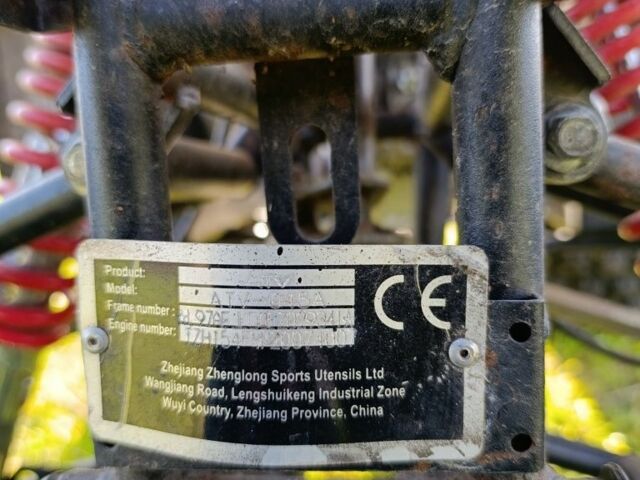 Product:
Model:
Frame number:
Engine number:
CE
Zhejiang Zhenglong Sports Utensils Ltd
Wangjiang Road, Lengshuikeng Industrial Zone
Wuyi Country, Zhejiang Province, China